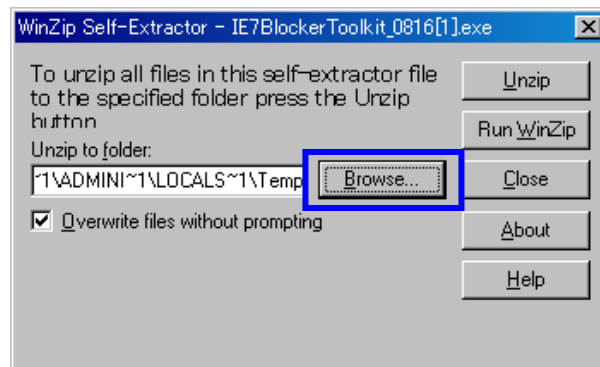 WinZip Self-Extractor - IE7BlockerToolkit_0816[1].exe
To unzip all files in this self-extractor file
to the specified folder press the Unzip
button
Unzip to folder:
~1\ADMINI~1\LOCALS~1\Temp
Browse...
Overwrite files without prompting
Unzip
Run WinZip
Close
About
Help